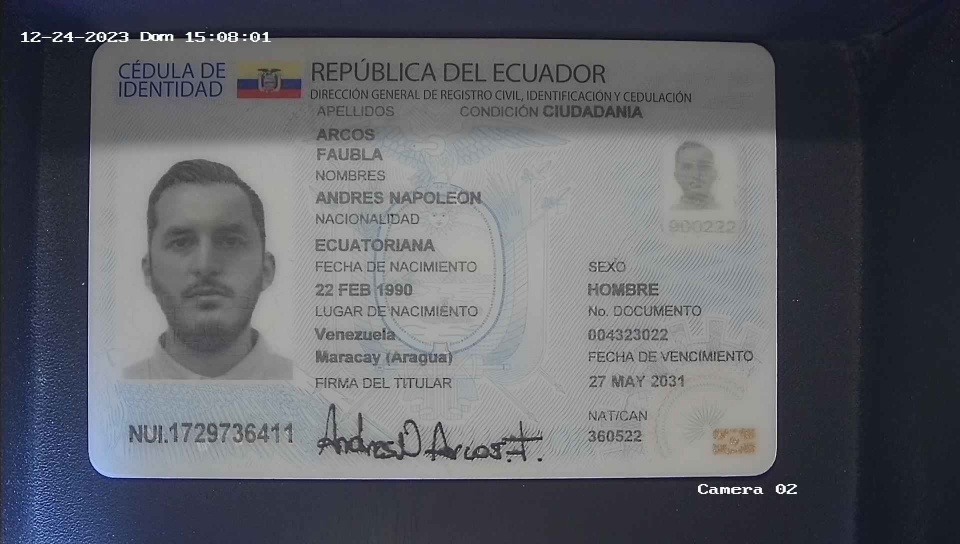 12-24-2023 Dom 15:08:01
CÉDULA DE
IDENTIDAD
REPÚBLICA DEL ECUADOR
DIRECCIÓN GENERAL DE REGISTRO CIVIL, IDENTIFICACIÓN Y CEDULACIÓN
APELLIDOS CONDICIÓN CIUDADANIA
ARCOS
FAUBLA
NOMBRES
ANDRES NAPOLEON
NACIONALIDAD
900222
ECUATORIANA
FECHA DE NACIMIENTO SEXO
22 FEB 1990 HOMBRE
LUGAR DE NACIMIENTO No. DOCUMENTO
Venezuela 004323022
Maracay (Aragua) FECHA DE VENCIMIENTO
FIRMA DEL TITULAR 27 MAY 2031
NAT/CAN
NUI.1729736411 360522
Andres N Arcos. F.
Camera 02